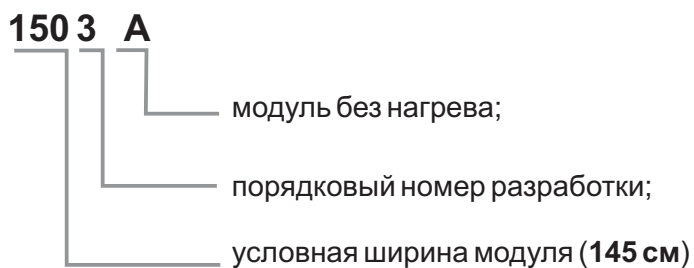 150 3 А
модуль без нагрева;
порядковый номер разработки;
условная ширина модуля (145 см)